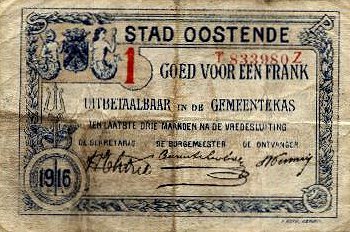 STAD OOSTENDE
T 833980 Z
1 GOED VOOR EEN FRANK
UITBETAALBAAR IN DE GEMEENTEKAS
TEN LAATSTE DRIE MAANDEN NA DE VREDESLUITING
DE SECRETARIS DE BURGEMEESTER DE ONTVANGER
1916